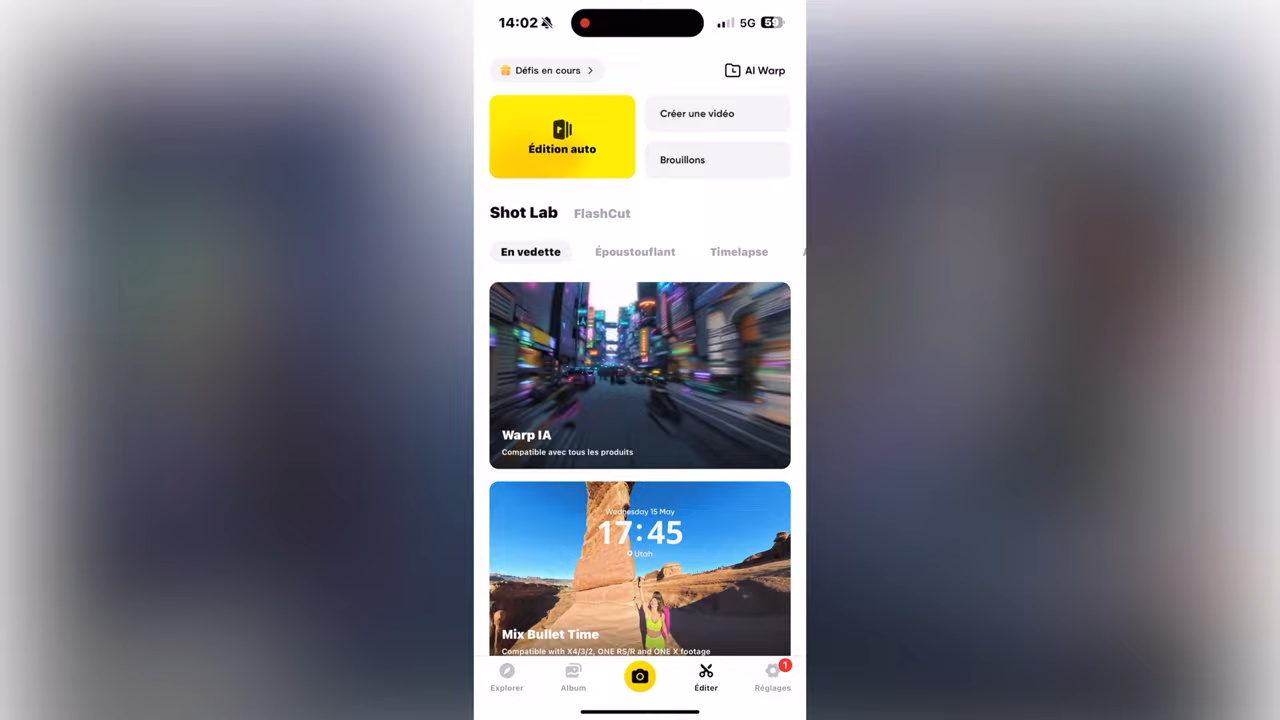 14:02
5G
59
Défis en cours
AI Warp
Édition auto
Créer une vidéo
Brouillons
Shot Lab
FlashCut
En vedette
Époustouflant
Timelapse
Warp IA
Compatible avec tous les produits
Wednesday 15 May
17:45
Utah
Mix Bullet Time
Compatible with X4/3/2, ONE RS/R and ONE X footage
Explorer
Album
Éditer
Réglages
1